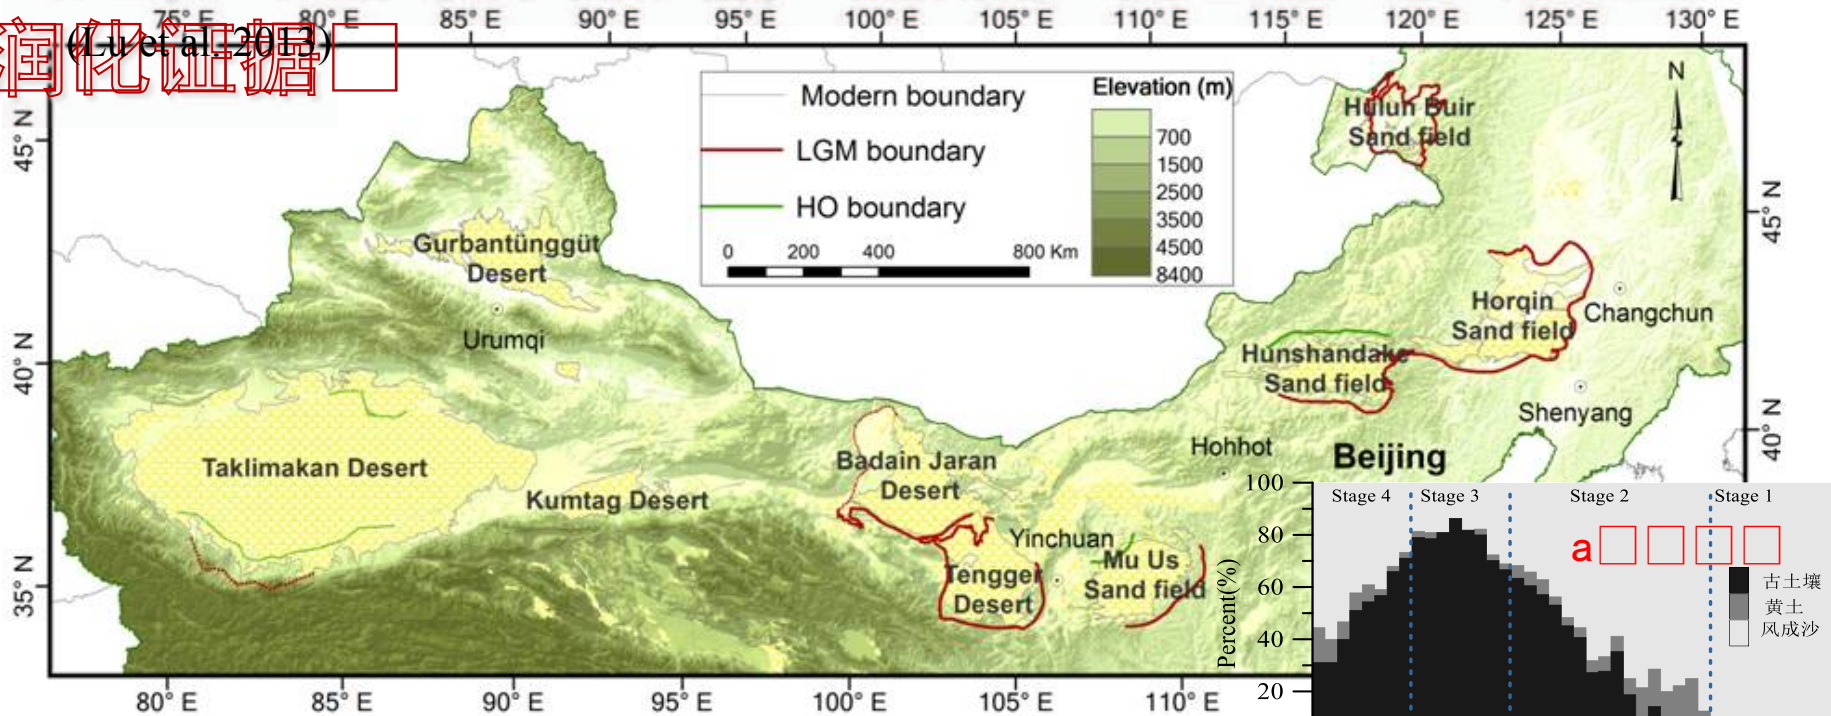 75° E 80° E 85° E 90° E 95° E 100° E 105° E 110° E 115° E 120° E 125° E 130° E
润化证据
(Lu et al. 2013)
Modern boundary
LGM boundary
HO boundary
0 200 400 800 Km
Elevation (m)
700
1500
2500
3500
4500
8400
N
45° N
40° N
35° N
45° N
40° N
Hulun Buir
Sand field
Gurbantünggüt
Desert
Urumqi
Horqin
Sand field
Changchun
Hunshandake
Sand field
Shenyang
Hohhot
Beijing
Taklimakan Desert
Kumtag Desert
Badain Jaran
Desert
Yinchuan
Mu Us
Sand field
Tengger
Desert
80° E 85° E 90° E 95° E 100° E 105° E 110° E
Stage 4 Stage 3 Stage 2 Stage 1
a
古土壤
黄土
风成沙
Percent(%)
100
80
60
40
20